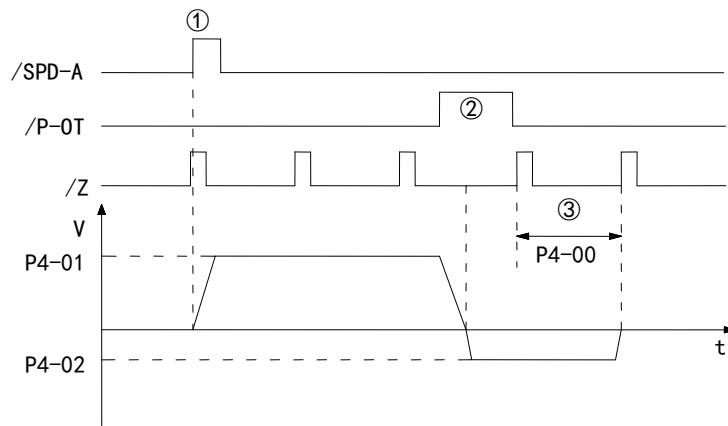 ①
/SPD-A
②
/P-OT
/Z
③
V
P4-01
P4-00
t
P4-02